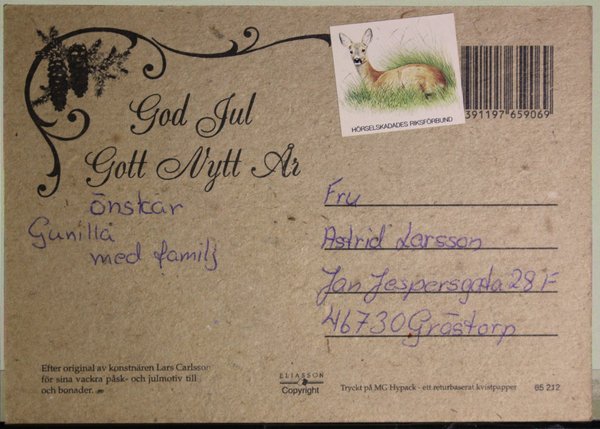 God Jul
Gott Nytt År
önskar
Gunilla
med familj
HÖRSELSKADADES RIKSFÖRBUND
391197 659069
Fru
Astrid Larsson
Jan Jespersgata 28 F
46730 Grästorp
Efter original av konstnären Lars Carlsson
för sina vackra påsk- och julmotiv till
och bonader.
ELIASSON
Copyright
Tryckt på MG Hypack - ett returbaserat kvistpapper
85 212